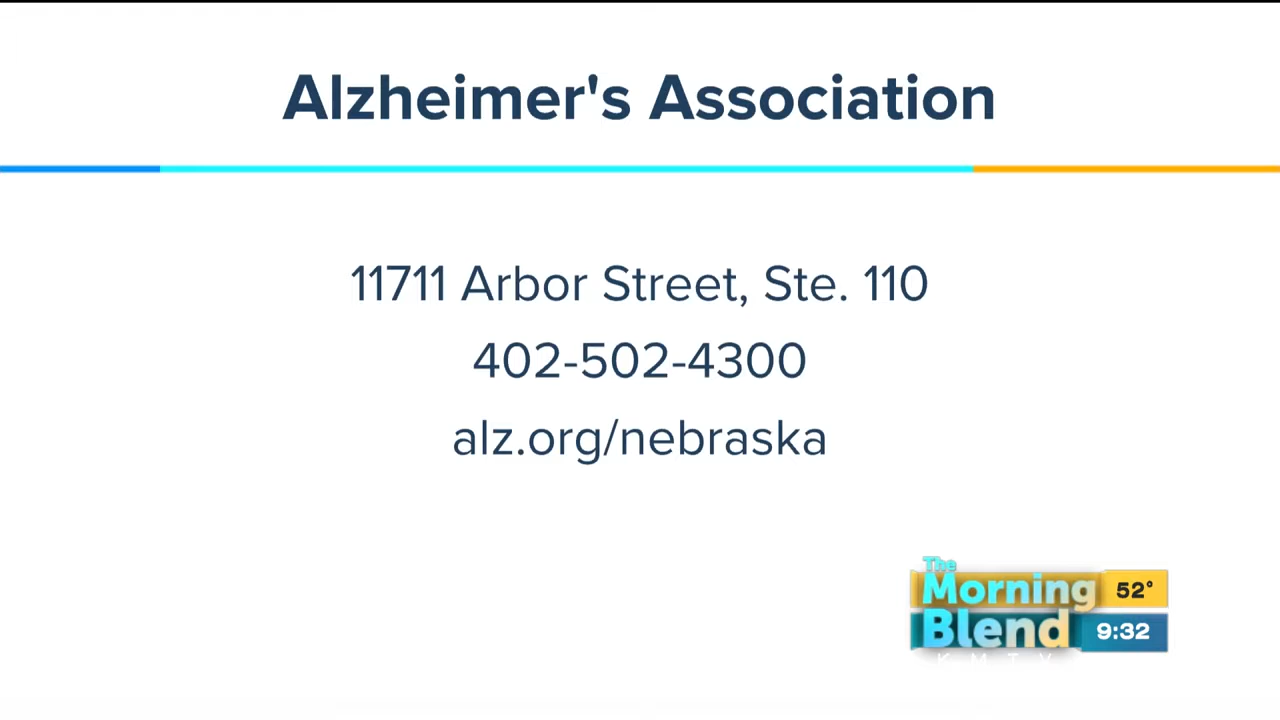 Alzheimer's Association
11711 Arbor Street, Ste. 110
402-502-4300
alz.org/nebraska
The
Morning 52°
Blend 9:32
KMTV